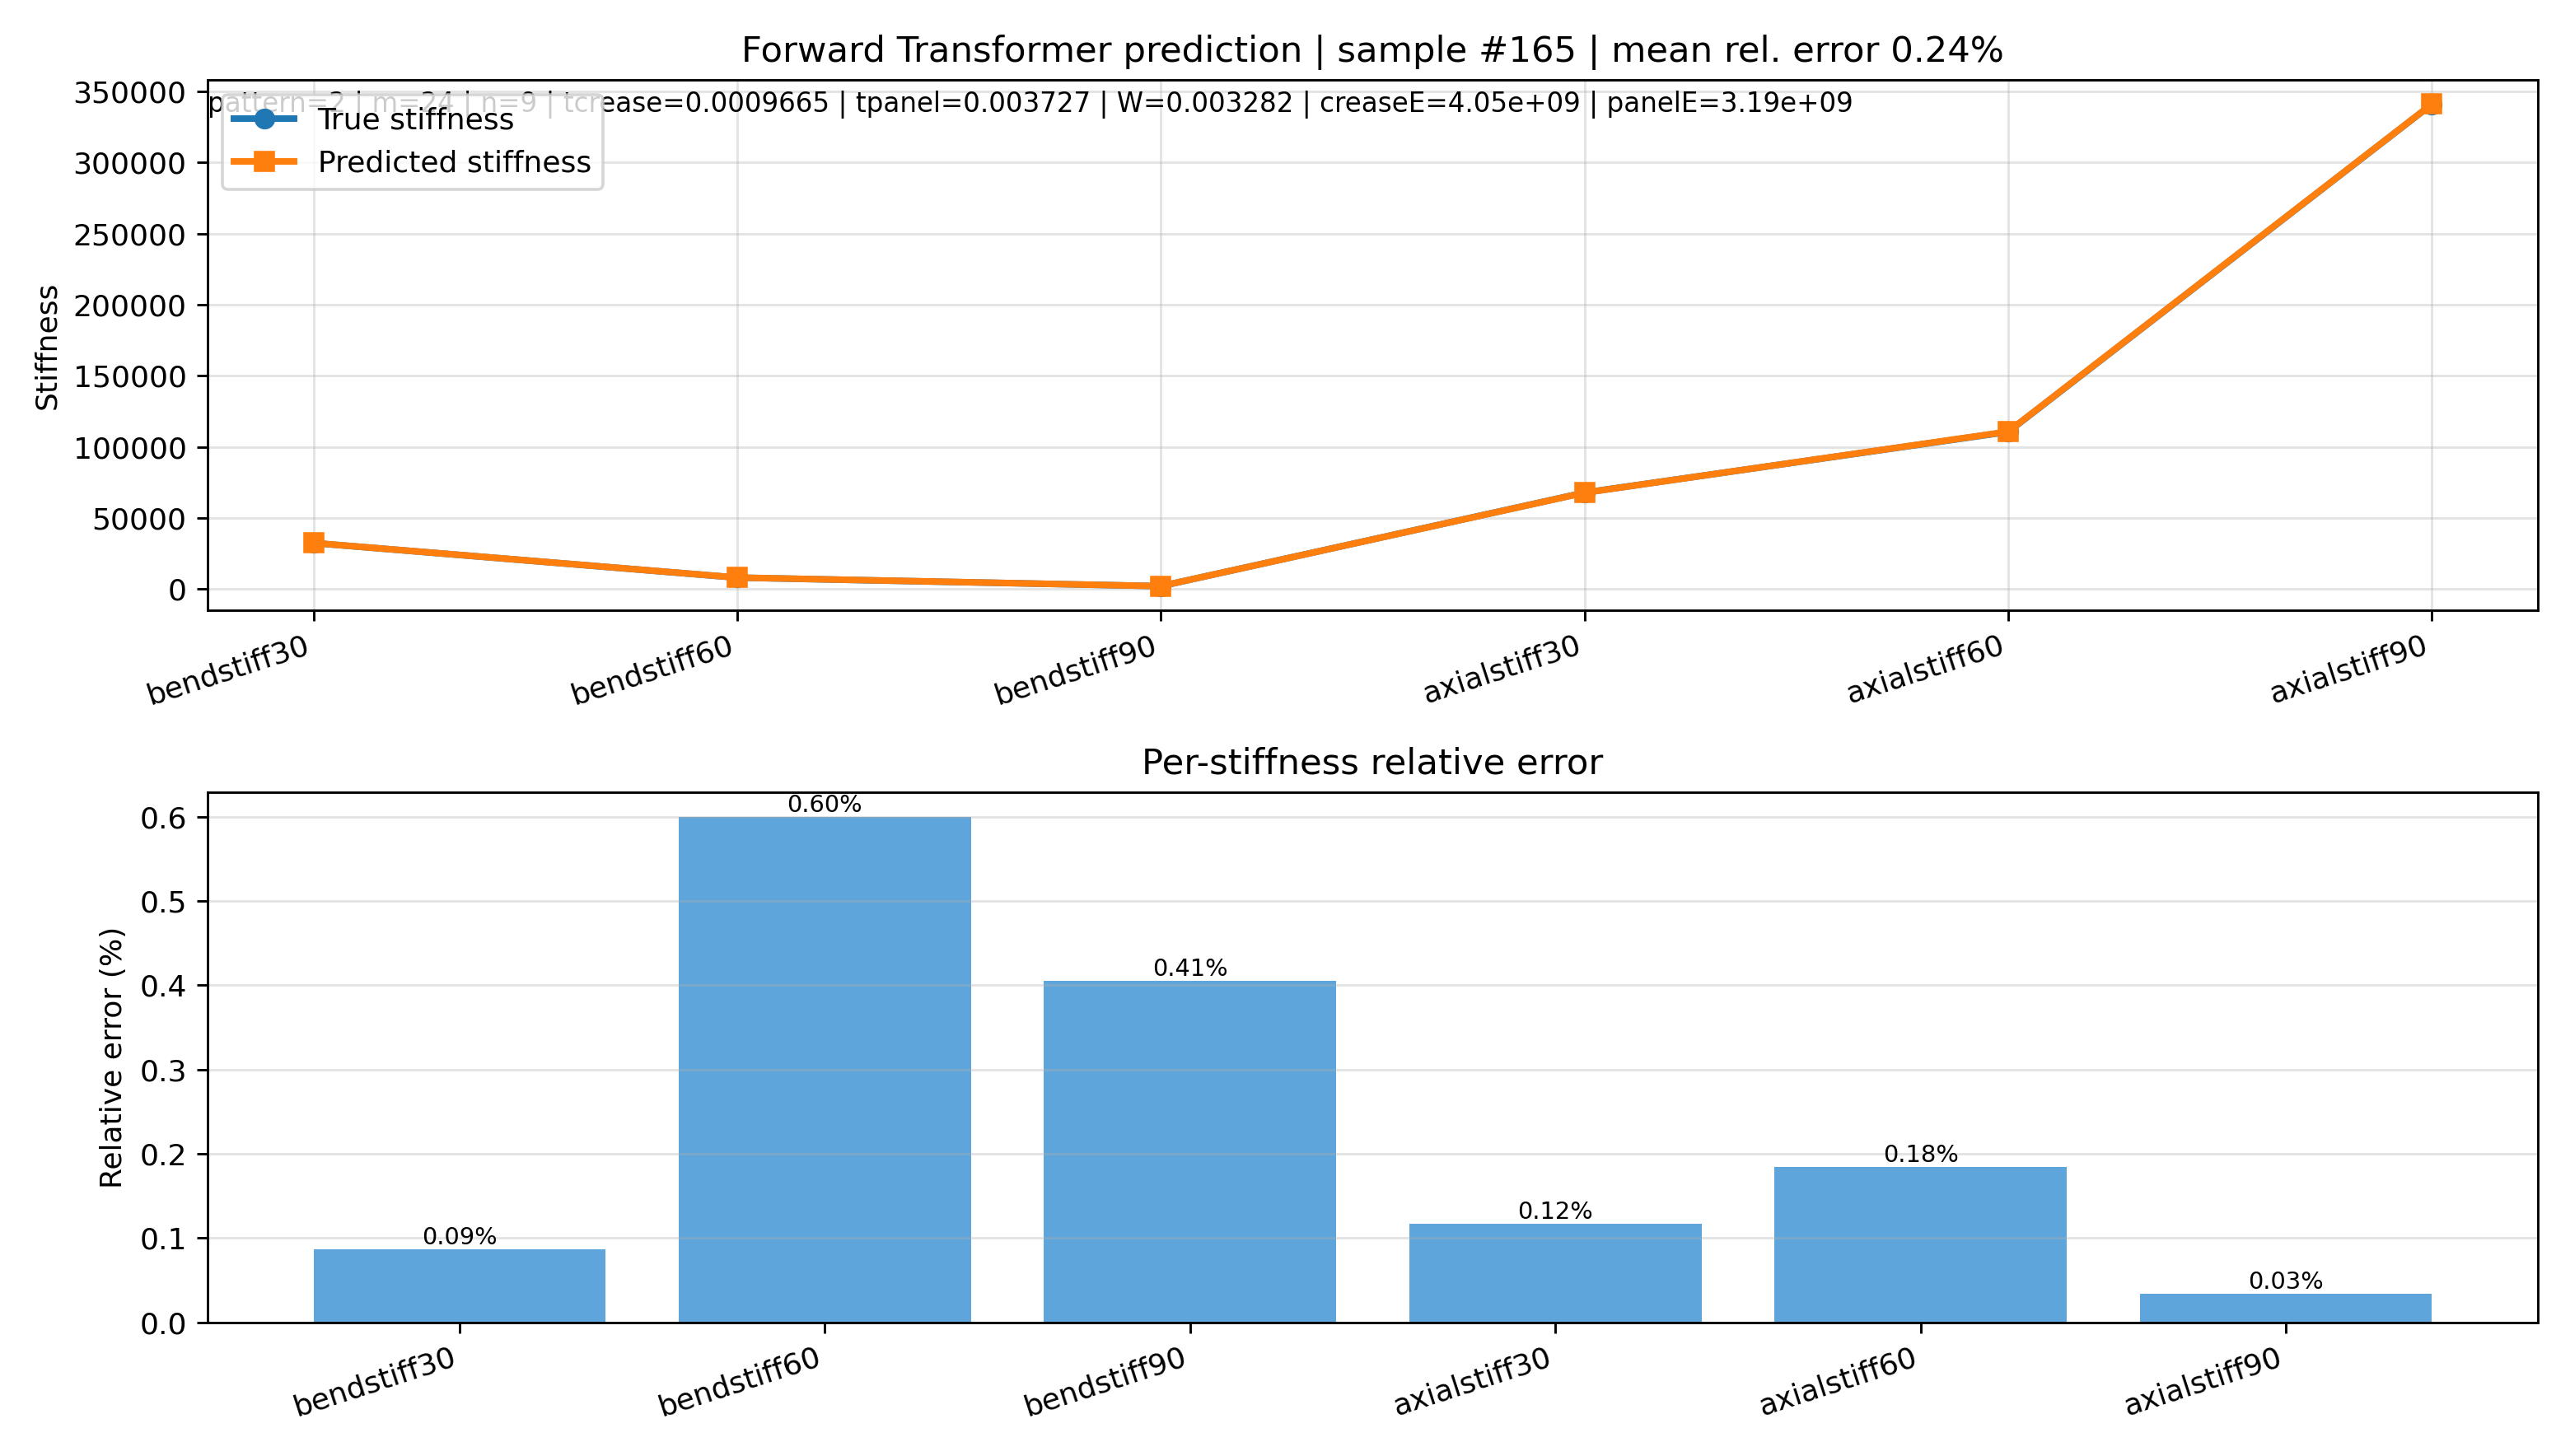 Forward Transformer prediction | sample #165 | mean rel. error 0.24%
pattern=2 | m=24 | n=9 | tcrease=0.0009665 | tpanel=0.003727 | W=0.003282 | creaseE=4.05e+09 | panelE=3.19e+09
True stiffness
Predicted stiffness
Stiffness
350000
300000
250000
200000
150000
100000
50000
0
bendstiff30
bendstiff60
bendstiff90
axialstiff30
axialstiff60
axialstiff90
Per-stiffness relative error
Relative error (%)
0.6
0.5
0.4
0.3
0.2
0.1
0.0
0.09%
0.60%
0.41%
0.12%
0.18%
0.03%
bendstiff30
bendstiff60
bendstiff90
axialstiff30
axialstiff60
axialstiff90